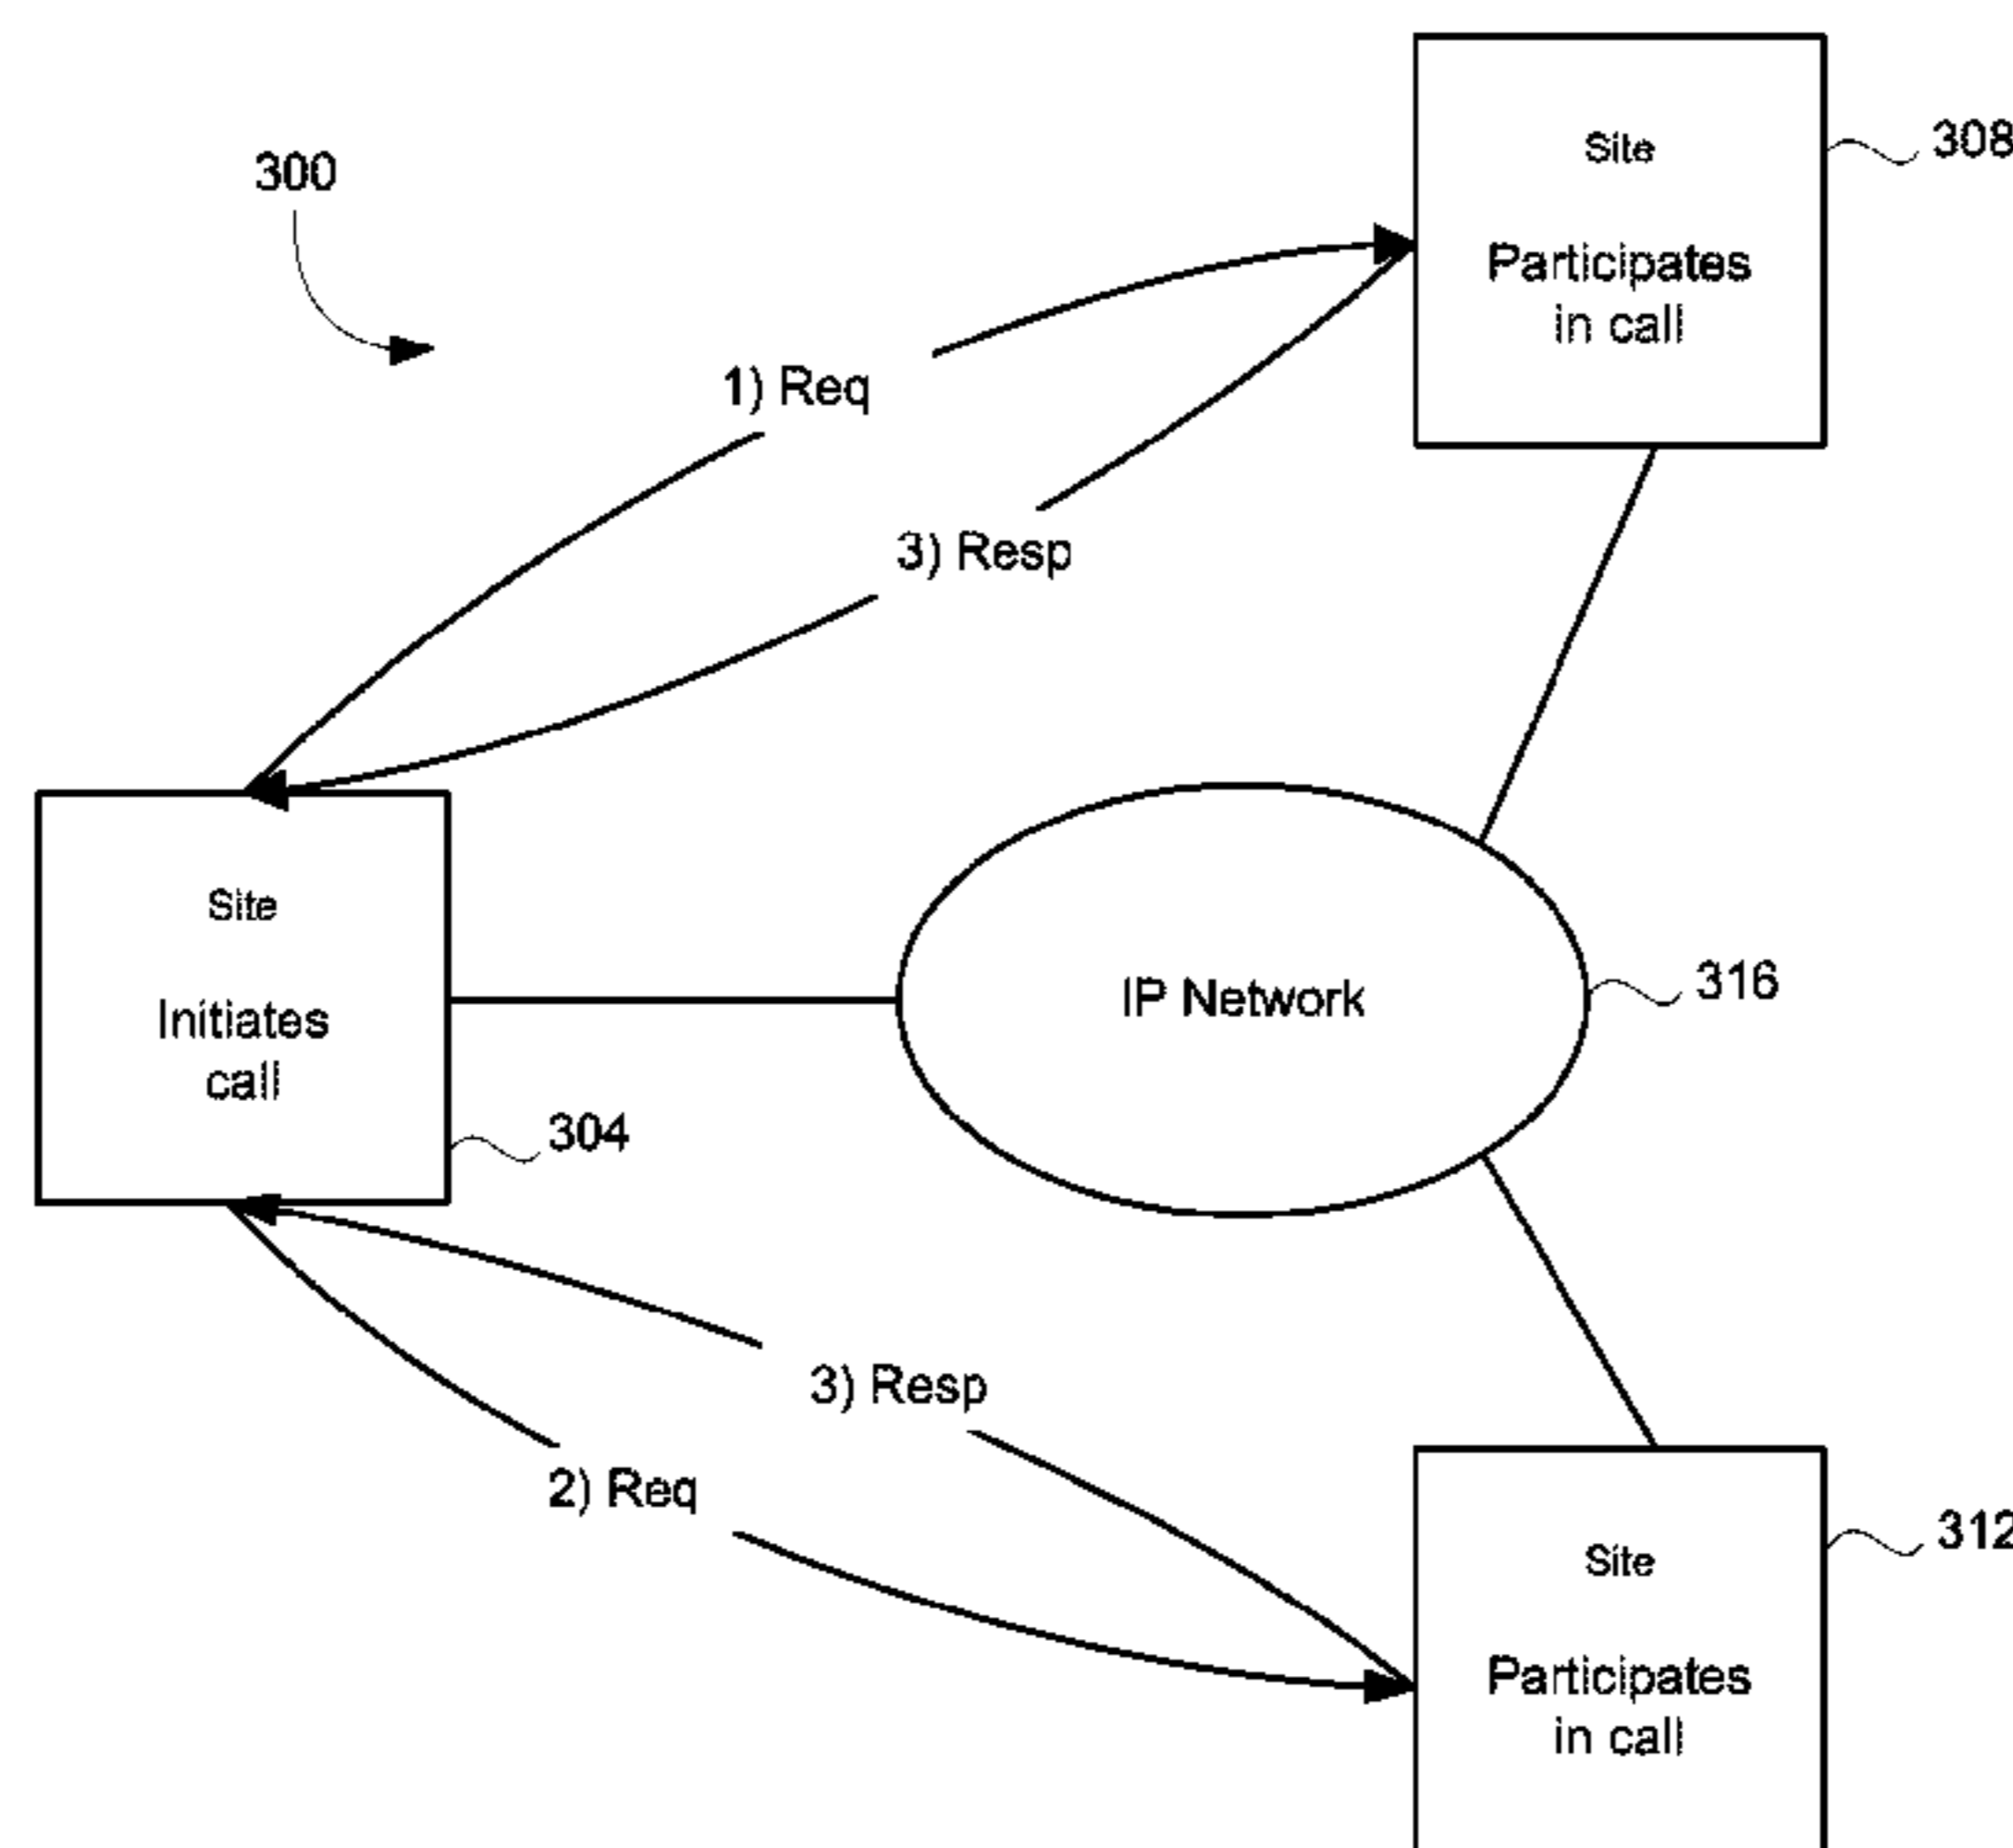 300
Site
Participates
in call
308
1) Req
3) Resp
Site
Initiates
call
304
IP Network
316
3) Resp
2) Req
Site
Participates
in call
312